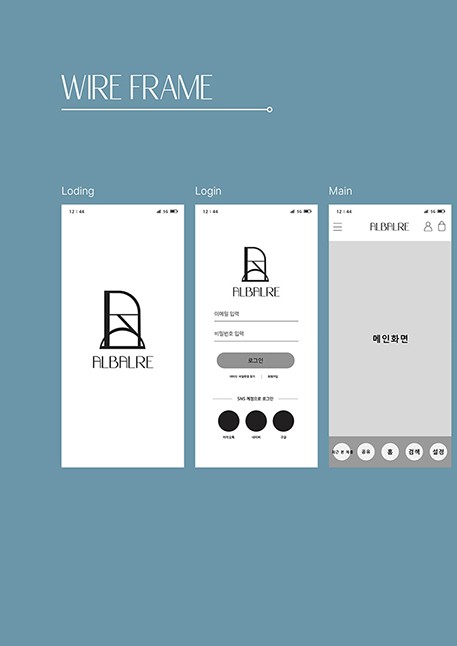 WIRE FRAME
Loding
Login
Main
12 : 44
5G
ALBALRE
12 : 44
5G
ALBALRE
이메일 입력
비밀번호 입력
로그인
아이디, 비밀번호 찾기 | 회원가입
SNS 계정으로 로그인
카카오톡 네이버 구글
12 : 44
5G
ALBALRE
메인화면
최근 본 제품 공유 홈 검색 설정